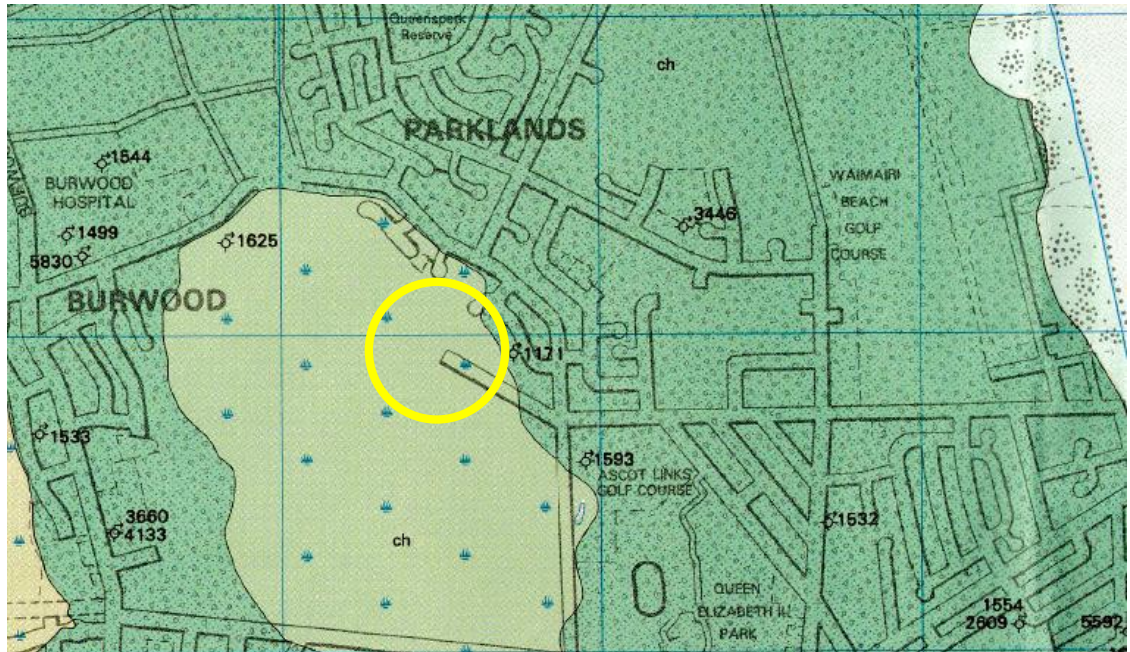 Queenspark
Reserve
ch
PARKLANDS
1544
BURWOOD
HOSPITAL
WAIMAIRI
BEACH
GOLF
COURSE
3446
1499
1625
5830
BURWOOD
1171
1533
1593
ASCOT LINKS
GOLF COURSE
3660
4133
1532
ch
QUEEN
ELIZABETH II
PARK
1554
2609
5592